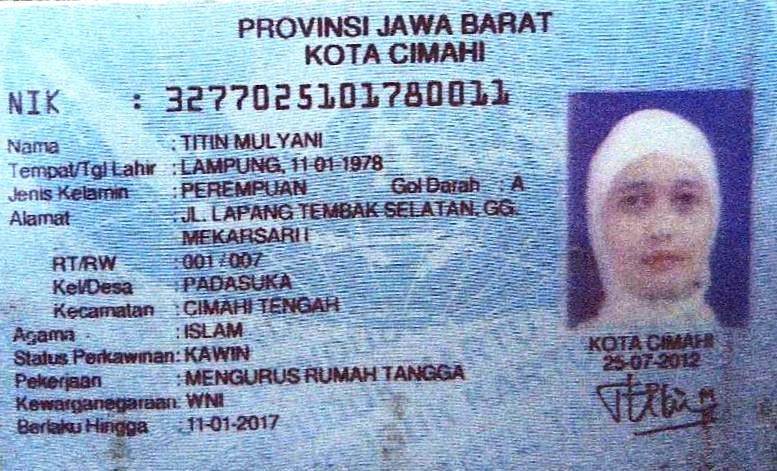 PROVINSI JAWA BARAT
KOTA CIMAHI
NIK : 3277025101780011
Nama : TITIN MULYANI
Tempat/Tgl Lahir : LAMPUNG, 11-01-1978
Jenis Kelamin : PEREMPUAN Gol Darah : A
Alamat : JL. LAPANG TEMBAK SELATAN. GG.
MEKARSARI I
RT/RW : 001 / 007
Kel/Desa : PADASUKA
Kecamatan : CIMAHI TENGAH
Agama : ISLAM
Status Perkawinan: KAWIN
Pekerjaan : MENGURUS RUMAH TANGGA
Kewarganegaraan: WNI
Berlaku Hingga : 11-01-2017
KOTA CIMAHI
25-07-2012